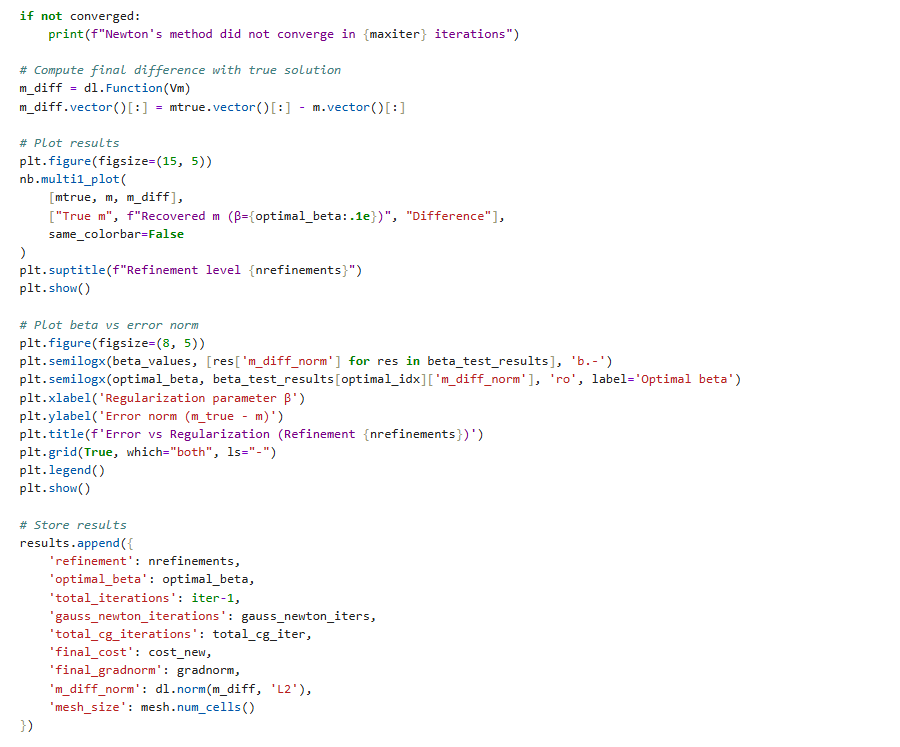 if not converged:
    print(f"Newton's method did not converge in {maxiter} iterations")

# Compute final difference with true solution
m_diff = dl.Function(Vm)
m_diff.vector()[:] = mtrue.vector()[:] - m.vector()[:]

# Plot results
plt.figure(figsize=(15, 5))
nb.multi1_plot(
    [mtrue, m, m_diff],
    ["True m", f"Recovered m (β={optimal_beta:.1e})", "Difference"],
    same_colorbar=False
)
plt.suptitle(f"Refinement level {nrefinements}")
plt.show()

# Plot beta vs error norm
plt.figure(figsize=(8, 5))
plt.semilogx(beta_values, [res['m_diff_norm'] for res in beta_test_results], 'b.-')
plt.semilogx(optimal_beta, beta_test_results[optimal_idx]['m_diff_norm'], 'ro', label='Optimal beta')
plt.xlabel('Regularization parameter β')
plt.ylabel('Error norm (m_true - m)')
plt.title(f'Error vs Regularization (Refinement {nrefinements})')
plt.grid(True, which="both", ls="-")
plt.legend()
plt.show()

# Store results
results.append({
    'refinement': nrefinements,
    'optimal_beta': optimal_beta,
    'total_iterations': iter-1,
    'gauss_newton_iterations': gauss_newton_iters,
    'total_cg_iterations': total_cg_iter,
    'final_cost': cost_new,
    'final_gradnorm': gradnorm,
    'm_diff_norm': dl.norm(m_diff, 'L2'),
    'mesh_size': mesh.num_cells()
})